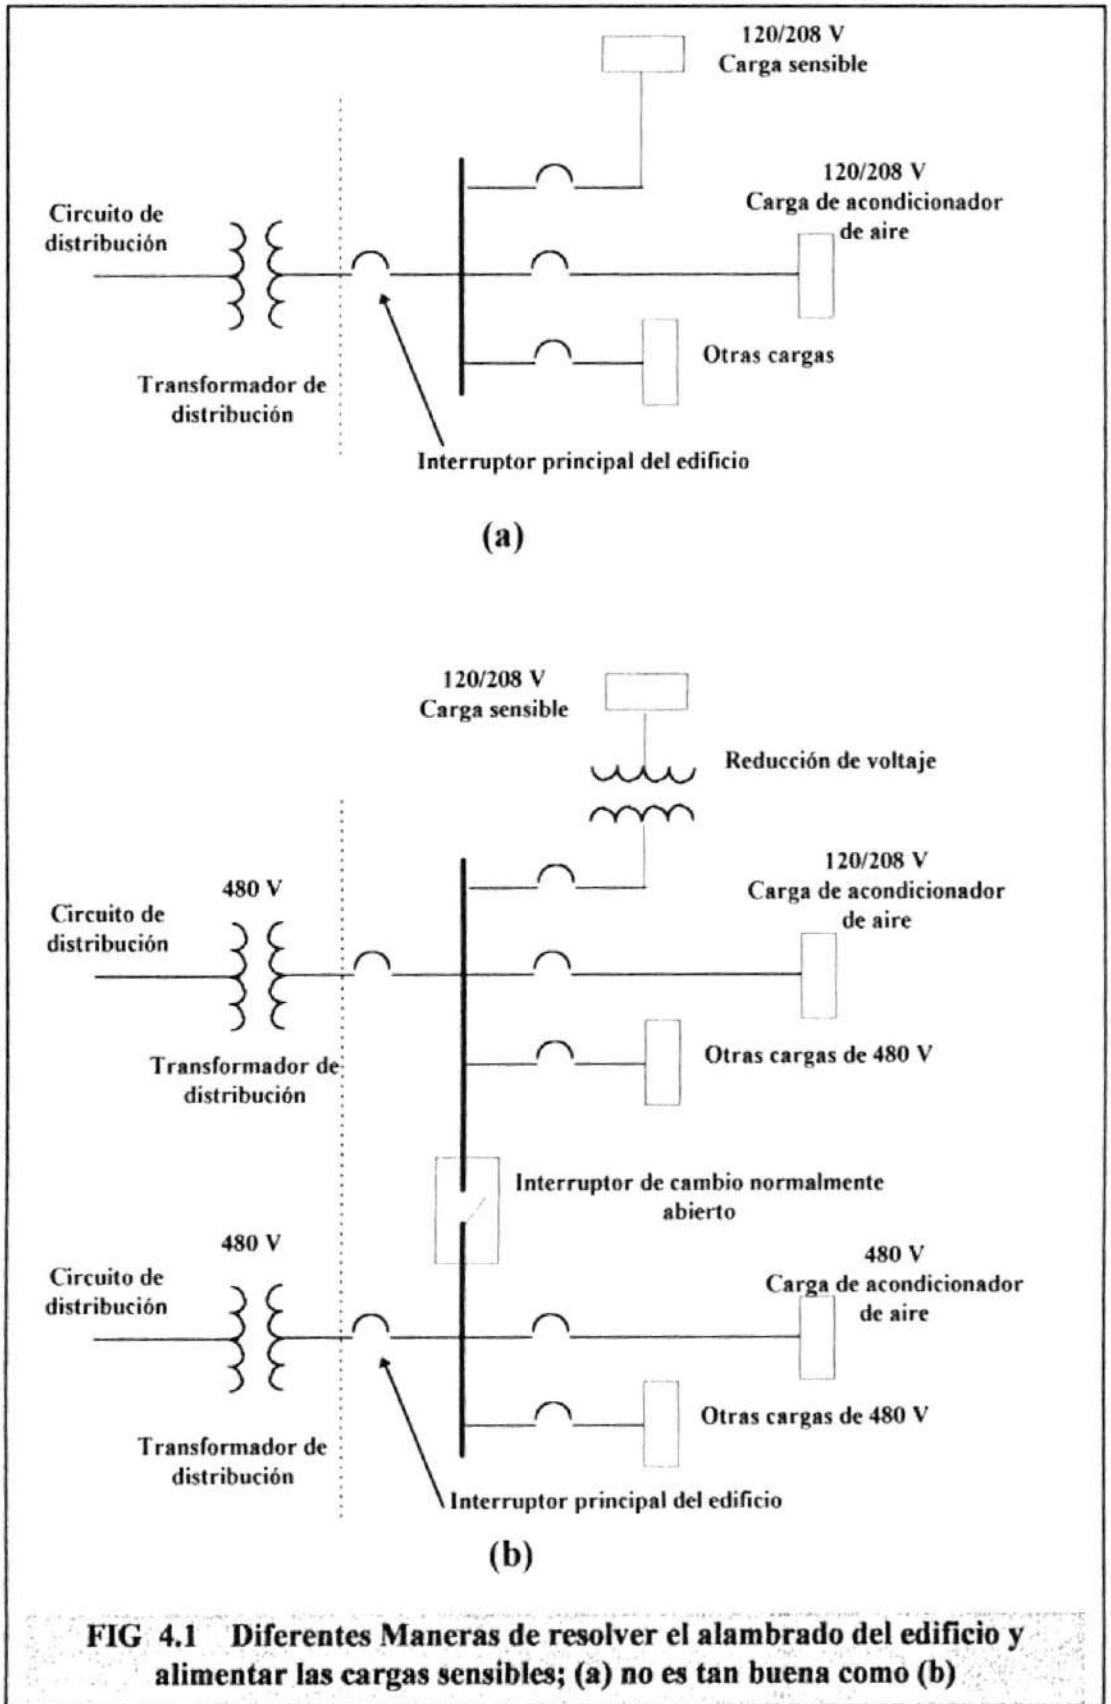 120/208 V
Carga sensible
120/208 V
Carga de acondicionador
de aire
Circuito de
distribución
Otras cargas
Transformador de
distribución
Interruptor principal del edificio
(a)
120/208 V
Carga sensible
Reducción de voltaje
120/208 V
Carga de acondicionador
de aire
480 V
Circuito de
distribución
Otras cargas de 480 V
Transformador de
distribución
Interruptor de cambio normalmente
abierto
480 V
480 V
Carga de acondicionador
de aire
Circuito de
distribución
Otras cargas de 480 V
Transformador de
distribución
Interruptor principal del edificio
(b)
FIG 4.1 Diferentes Maneras de resolver el alambrado del edificio y
alimentar las cargas sensibles; (a) no es tan buena como (b)